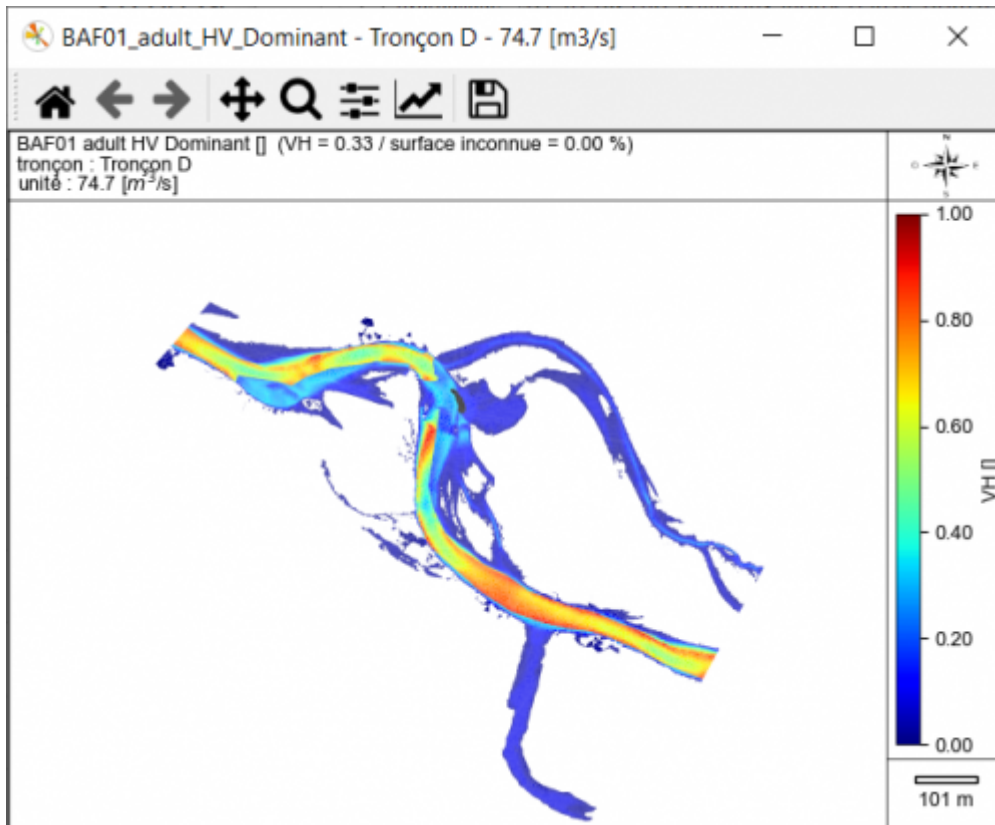 BAF01_adult_HV_Dominant - Tronçon D - 74.7 [m3/s]
BAF01 adult HV Dominant [] (VH = 0.33 / surface inconnue = 0.00 %)
tronçon : Tronçon D
unité : 74.7 [m³/s]
N
O E
S
1.00
0.80
0.60
0.40
0.20
0.00
VH []
101 m